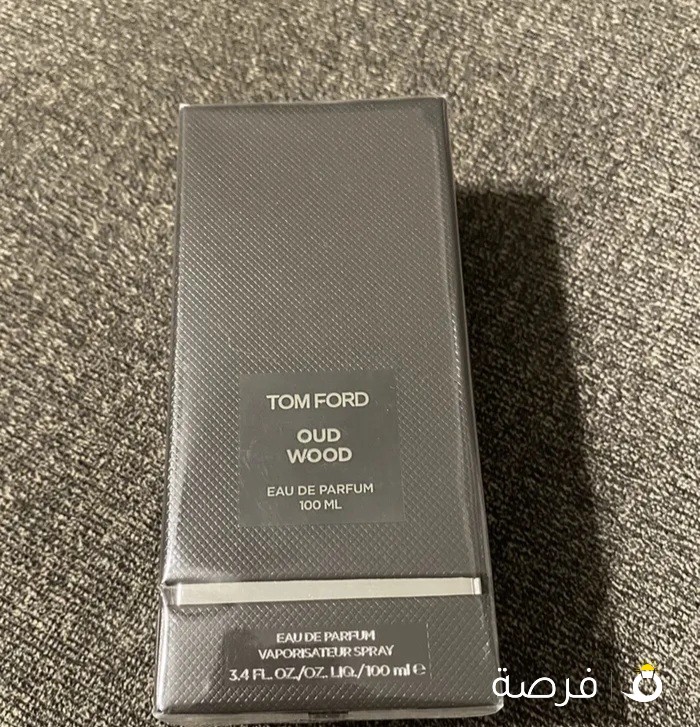 TOM FORD
OUD
WOOD
EAU DE PARFUM
100 ML
EAU DE PARFUM
VAPORISATEUR SPRAY
3.4 FL. OZ./OZ. LIQ./100 ml ℮
فرصة